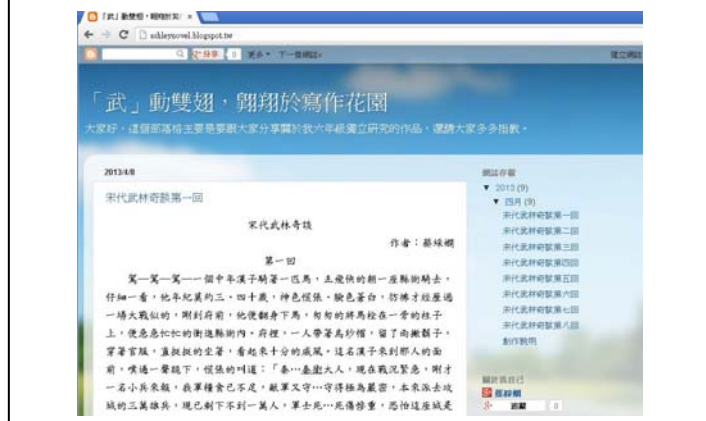 ashleynovel.blogspot.tw
分享 0 更多 下一個網誌»
建立網誌
「武」動雙翅，翱翔於寫作花園
大家好，這個部落格主要是要跟大家分享關於我六年級獨立研究的作品，還請大家多多指教。
2013/4/8
宋代武林奇談第一回
宋代武林奇談
作者：蔡
第一回
駕—駕—駕—一個中年漢子騎著一匹馬，正飛快的朝一座縣衙騎去，
仔細一看，他年紀莫約三、四十歲，神色慌張、臉色蒼白，彷彿才經歷過
一場大戰似的，剛到府前，他便翻身下馬，匆匆的將馬栓在一旁的柱子
上，便急急忙忙的衝進縣衙內。府裡，一人帶著烏紗帽，留了兩撇鬍子，
穿著官服，直挺挺的坐著，看起來十分的威風。這名漢子來到那人的面
前，噗通一聲跪下，慌張的叫道：「秦…秦大人，現在戰況緊急，剛才
一名小兵來報，我軍糧食已不足，敵軍又守…守得極為嚴密，本來派去攻
城的三萬雄兵，現已剩下不到一萬人，軍士死…死傷慘重，恐怕這座城是
網誌存檔
▼ 2013 (9)
▼ 四月 (9)
宋代武林奇談第一回
宋代武林奇談第二回
宋代武林奇談第三回
宋代武林奇談第四回
宋代武林奇談第五回
宋代武林奇談第六回
宋代武林奇談第七回
宋代武林奇談第八回
創作說明
關於我自己
蔡
追蹤 0